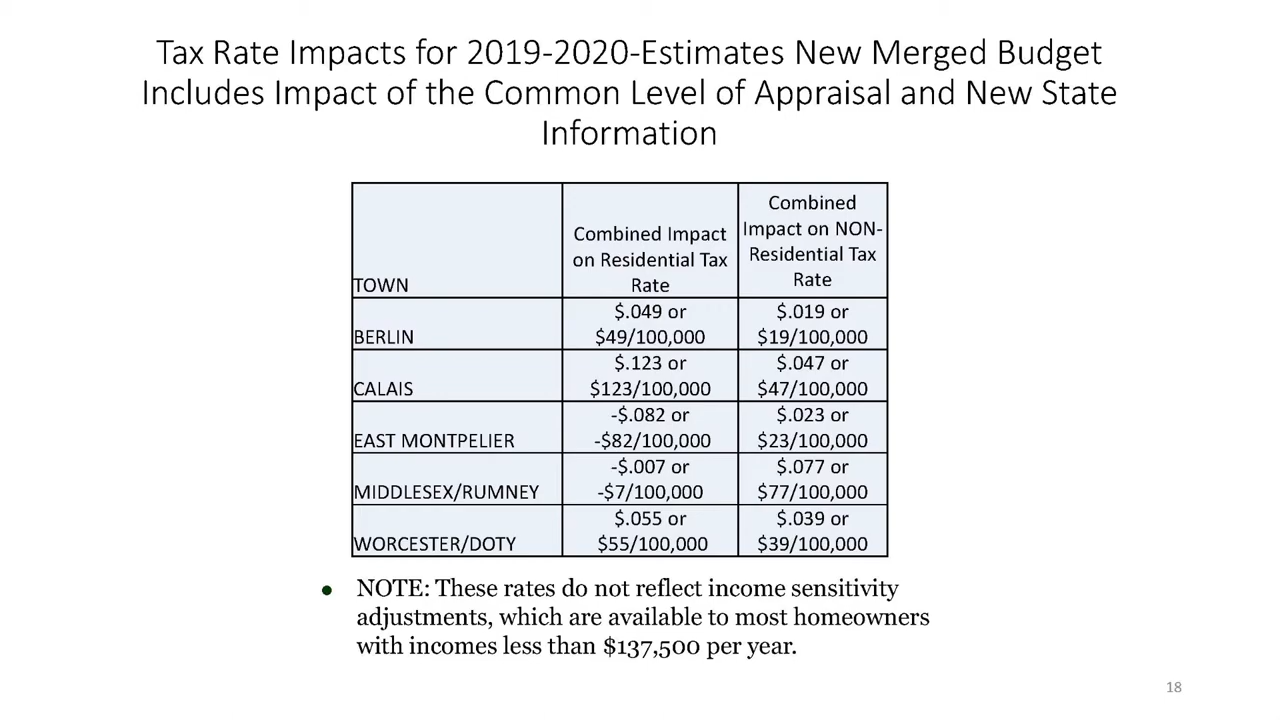 Tax Rate Impacts for 2019-2020-Estimates New Merged Budget
Includes Impact of the Common Level of Appraisal and New State
Information
TOWN
Combined Impact
on Residential Tax
Rate
Combined
Impact on NON-
Residential Tax
Rate
BERLIN
$.049 or
$49/100,000
$.019 or
$19/100,000
CALAIS
$.123 or
$123/100,000
$.047 or
$47/100,000
EAST MONTPELIER
-$.082 or
-$82/100,000
$.023 or
$23/100,000
MIDDLESEX/RUMNEY
-$.007 or
-$7/100,000
$.077 or
$77/100,000
WORCESTER/DOTY
$.055 or
$55/100,000
$.039 or
$39/100,000
● NOTE: These rates do not reflect income sensitivity
adjustments, which are available to most homeowners
with incomes less than $137,500 per year.
18